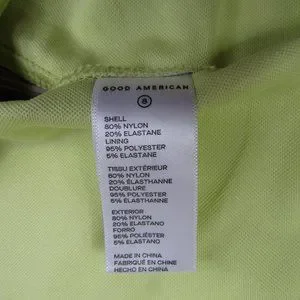 GOOD AMERICAN
8
SHELL
80% NYLON
20% ELASTANE
LINING
95% POLYESTER
5% ELASTANE
TISSU EXTÉRIEUR
80% NYLON
20% ÉLASTHANNE
DOUBLURE
95% POLYESTER
5% ÉLASTHANNE
EXTERIOR
80% NYLON
20% ELASTANO
FORRO
95% POLIÉSTER
5% ELASTANO
MADE IN CHINA
FABRIQUÉ EN CHINE
HECHO EN CHINA